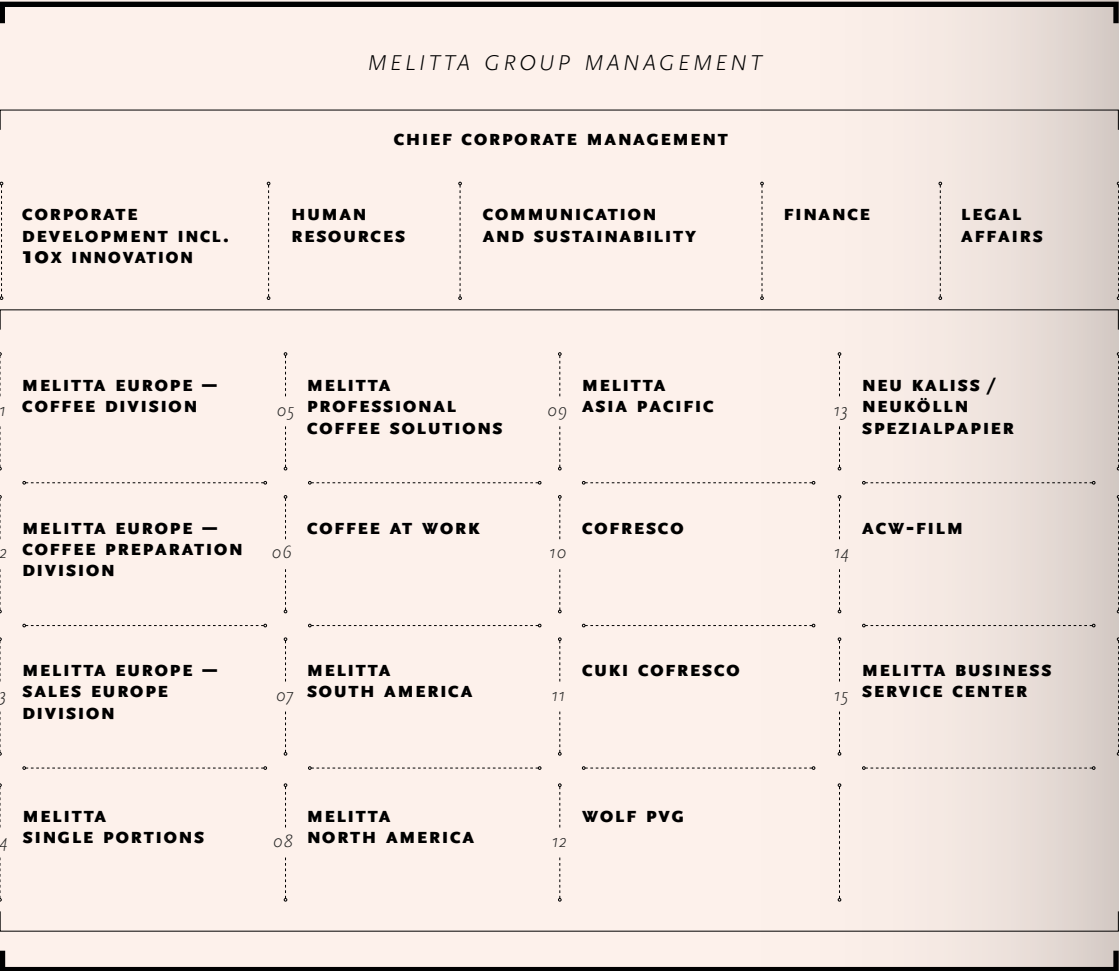 MELITTA GROUP MANAGEMENT
CHIEF CORPORATE MANAGEMENT
CORPORATE
DEVELOPMENT INCL.
10X INNOVATION
HUMAN
RESOURCES
COMMUNICATION
AND SUSTAINABILITY
FINANCE
LEGAL
AFFAIRS
1
MELITTA EUROPE —
COFFEE DIVISION
2
MELITTA EUROPE —
COFFEE PREPARATION
DIVISION
3
MELITTA EUROPE —
SALES EUROPE
DIVISION
4
MELITTA
SINGLE PORTIONS
05
MELITTA
PROFESSIONAL
COFFEE SOLUTIONS
06
COFFEE AT WORK
07
MELITTA
SOUTH AMERICA
08
MELITTA
NORTH AMERICA
09
MELITTA
ASIA PACIFIC
10
COFRESCO
11
CUKI COFRESCO
12
WOLF PVG
13
NEU KALISS /
NEUKÖLLN
SPEZIALPAPIER
14
ACW-FILM
15
MELITTA BUSINESS
SERVICE CENTER